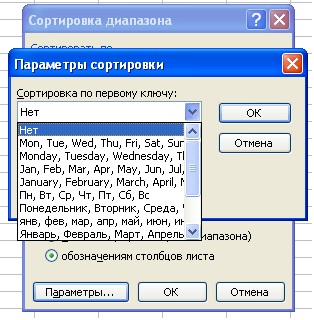 Сортировка диапазона
Сортировать по
Параметры сортировки
Сортировка по первому ключу:
Нет
OK
Отмена
Нет
Mon, Tue, Wed, Thu, Fri, Sat, Sun
Monday, Tuesday, Wednesday, Th
Jan, Feb, Mar, Apr, May, Jun, Jul,
January, February, March, April, M
Пн, Вт, Ср, Чт, Пт, Сб, Вс
Понедельник, Вторник, Среда, Ч
янв, фев, мар, апр, май, июн, ин
Январь, Февраль, Март, Апрель
диапазона)
обозначениям столбцов листа
Параметры...
OK
Отмена